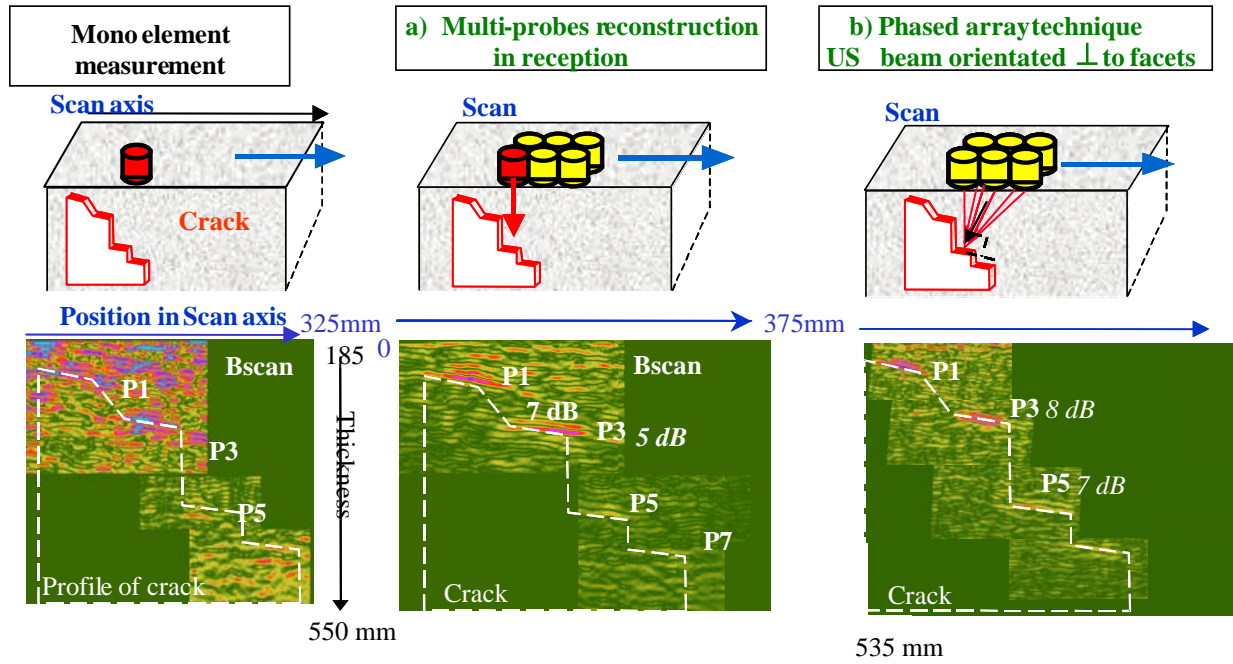 Mono element
measurement
a) Multi-probes reconstruction
in reception
b) Phased array technique
US beam orientated ⊥ to facets
Scan axis
Crack
Scan
Scan
Position in Scan axis
325mm
375mm
185
0
Thickness
550 mm
Bscan
P1
P3
P5
Profile of crack
Bscan
P1
7 dB
P3 5 dB
P5
P7
Crack
P1
P3 8 dB
P5 7 dB
Crack
535 mm